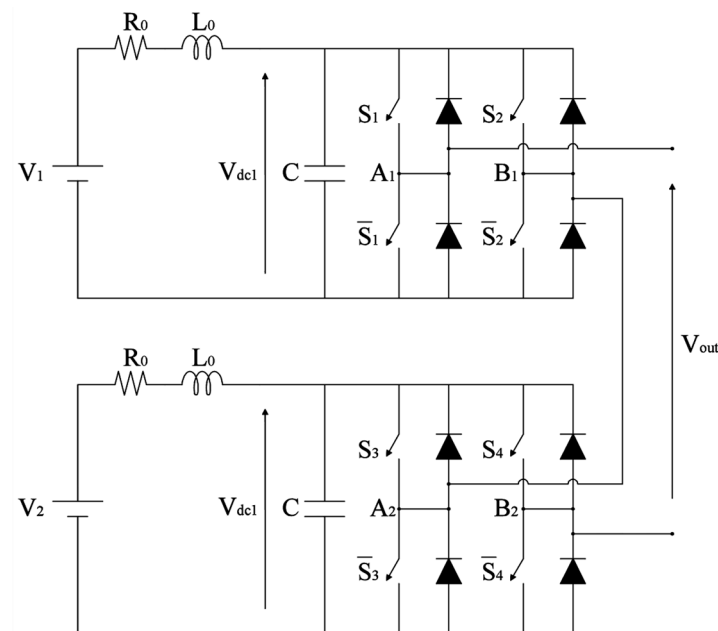 R0 L0
S1 S2
V1 Vdc1 C A1 B1
S̅1 S̅2
Vout
R0 L0
S3 S4
V2 Vdc1 C A2 B2
S̅3 S̅4